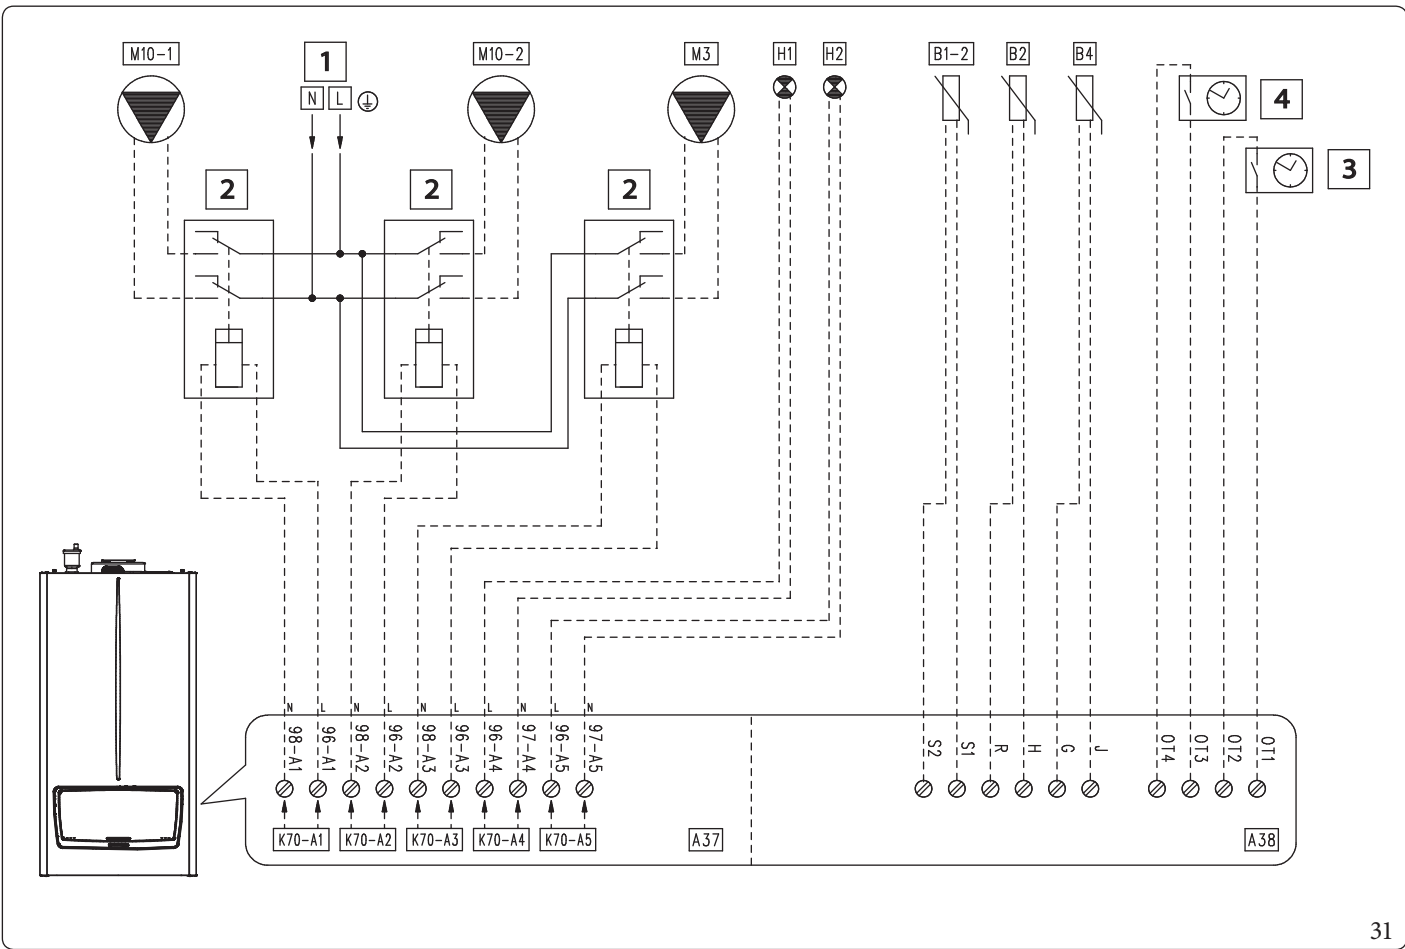 M10-1
1
M10-2
M3
H1
H2
B1-2
B2
B4
4
N
L
3
2
2
2
N
L
N
L
N
L
L
N
L
N
98-A1
96-A1
98-A2
96-A2
98-A3
96-A3
96-A4
97-A4
96-A5
97-A5
S2
S1
R
H
G
J
OT4
OT3
OT2
OT1
K70-A1
K70-A2
K70-A3
K70-A4
K70-A5
A37
A38
31